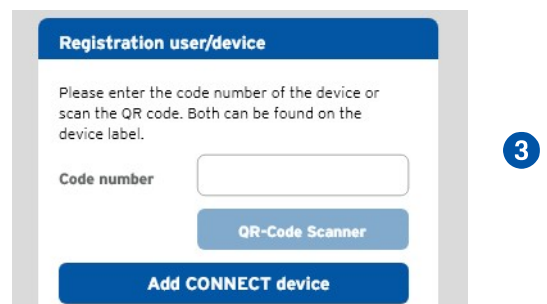 Registration user/device
Please enter the code number of the device or
scan the QR code. Both can be found on the
device label.
Code number
3
QR-Code Scanner
Add CONNECT device